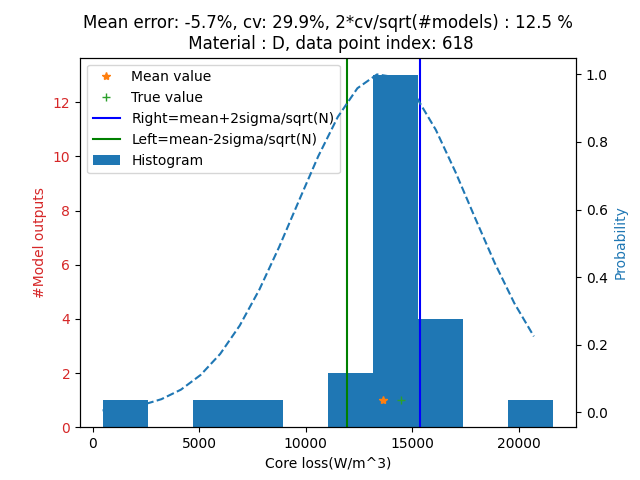 Mean error: -5.7%, cv: 29.9%, 2*cv/sqrt(#models) : 12.5 %
Material : D, data point index: 618
Mean value
True value
Right=mean+2sigma/sqrt(N)
Left=mean-2sigma/sqrt(N)
Histogram
#Model outputs
0
2
4
6
8
10
12
0
5000
10000
15000
20000
Core loss(W/m^3)
0.0
0.2
0.4
0.6
0.8
1.0
Probability